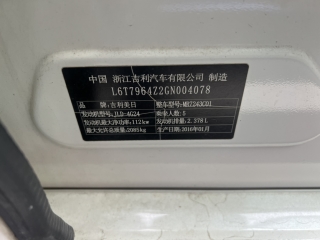 中国 浙江吉利汽车有限公司 制造
L6T7964Z2GN004078
品牌:吉利美日 整车型号:MR7243C01
发动机型号:JLD-4G24 乘坐人数:5
发动机最大净功率:112kW 发动机排量:2.378L
最大允许总质量:2085kg 生产日期:2016年01月